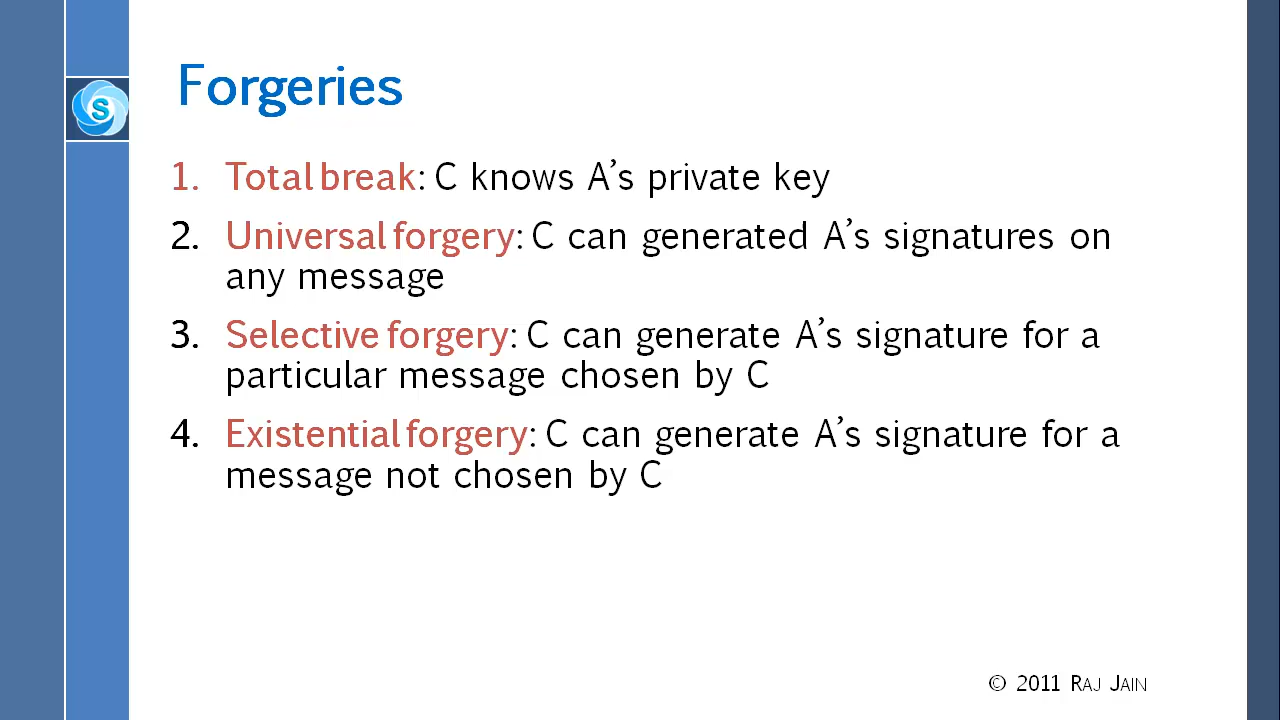 S
Forgeries
1. Total break: C knows A’s private key
2. Universal forgery: C can generated A’s signatures on
any message
3. Selective forgery: C can generate A’s signature for a
particular message chosen by C
4. Existential forgery: C can generate A’s signature for a
message not chosen by C
© 2011 RAJ JAIN